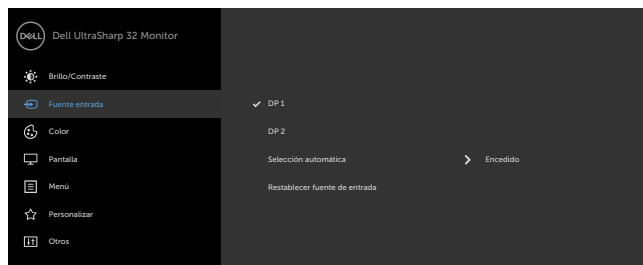 DELL Dell UltraSharp 32 Monitor
Brillo/Contraste
Fuente entrada
DP 1
Color
DP 2
Pantalla
Selección automática Encedido
Menú
Restablecer fuente de entrada
Personalizar
Otros